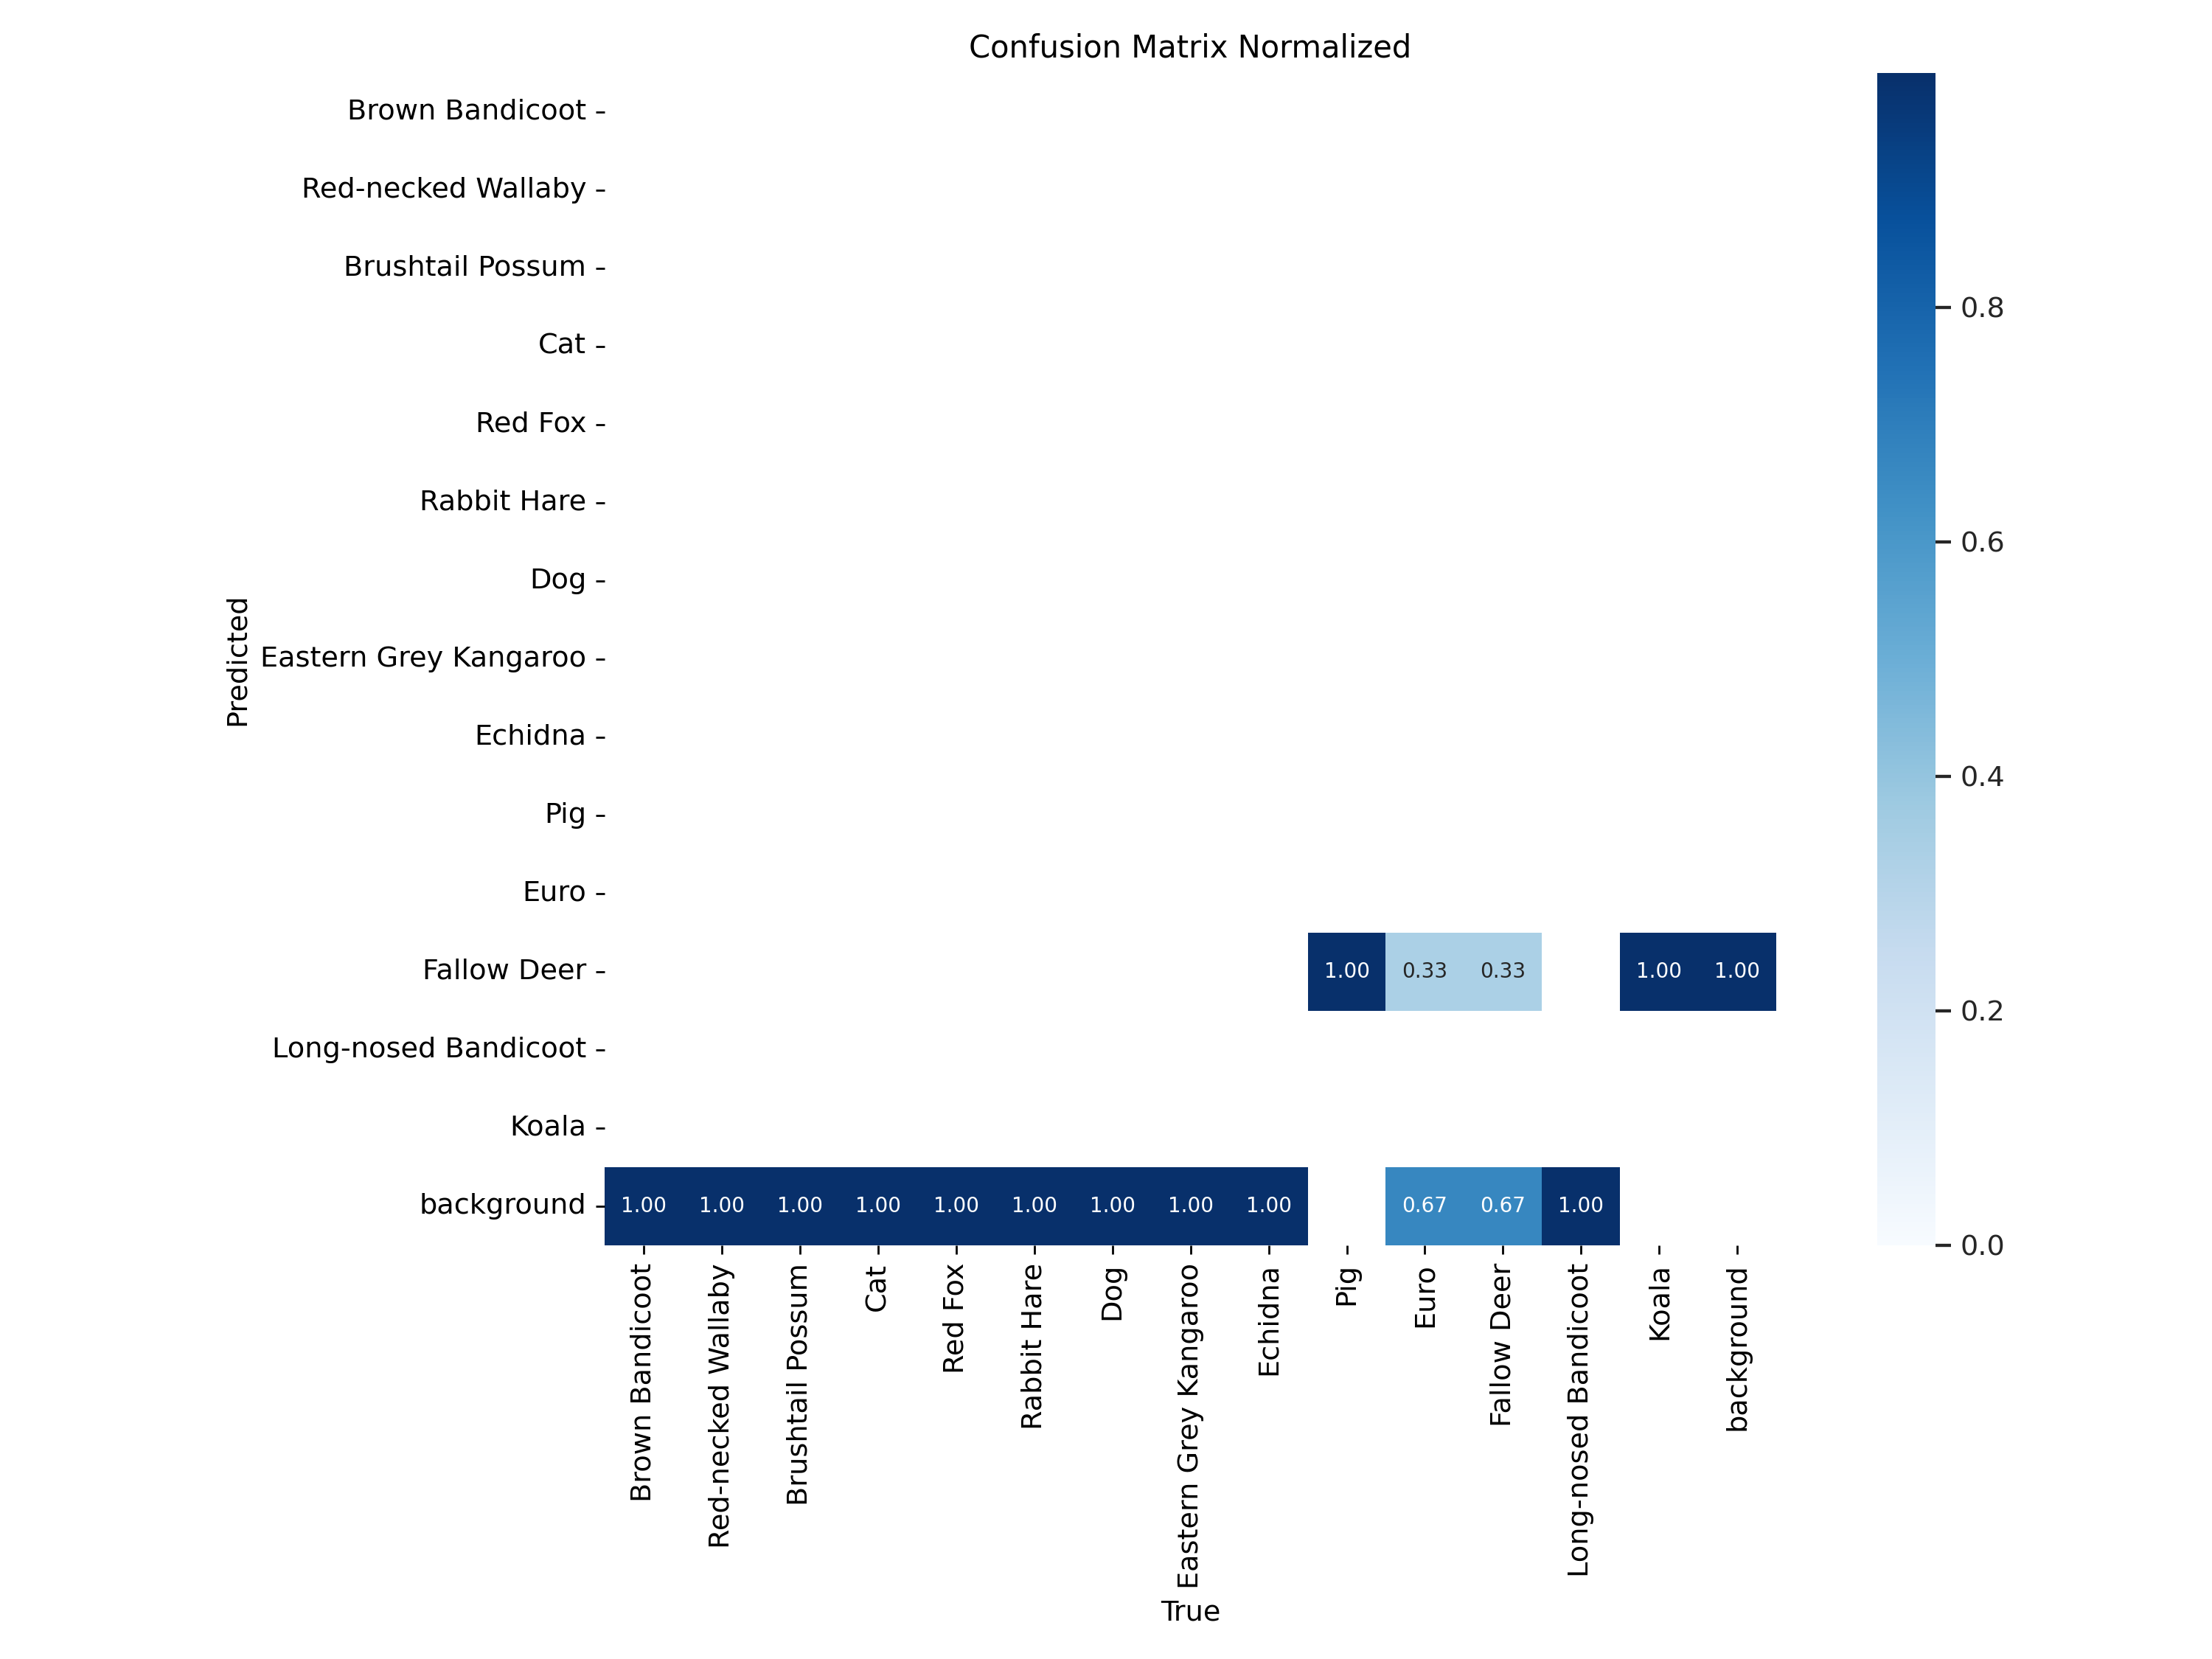 Confusion Matrix Normalized
Brown Bandicoot
Red-necked Wallaby
Brushtail Possum
Cat
Red Fox
Rabbit Hare
Dog
Eastern Grey Kangaroo
Echidna
Pig
Euro
Fallow Deer
Long-nosed Bandicoot
Koala
background
Predicted
1.00 0.33 0.33 1.00 1.00
1.00 1.00 1.00 1.00 1.00 1.00 1.00 1.00 1.00 0.67 0.67 1.00
Brown Bandicoot
Red-necked Wallaby
Brushtail Possum
Cat
Red Fox
Rabbit Hare
Dog
Eastern Grey Kangaroo
Echidna
Pig
Euro
Fallow Deer
Long-nosed Bandicoot
Koala
background
True
0.8
0.6
0.4
0.2
0.0